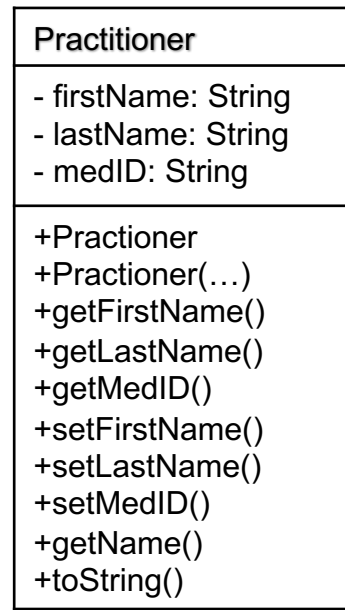 Practitioner
- firstName: String
- lastName: String
- medID: String
+Practioner
+Practioner(…)
+getFirstName()
+getLastName()
+getMedID()
+setFirstName()
+setLastName()
+setMedID()
+getName()
+toString()